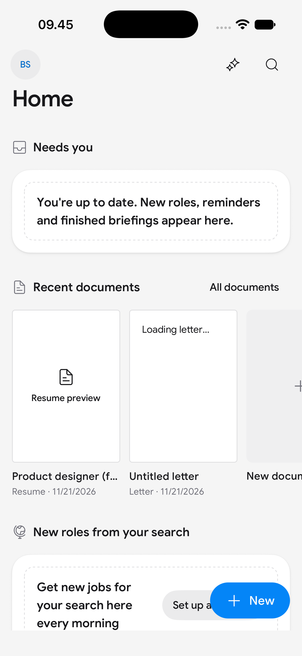 09.45
BS
Home
Needs you
You're up to date. New roles, reminders
and finished briefings appear here.
Recent documents
All documents
Loading letter...
Resume preview
Product designer (f...
Resume · 11/21/2026
Untitled letter
Letter · 11/21/2026
New docum
New roles from your search
Get new jobs for
your search here
every morning
Set up a
New